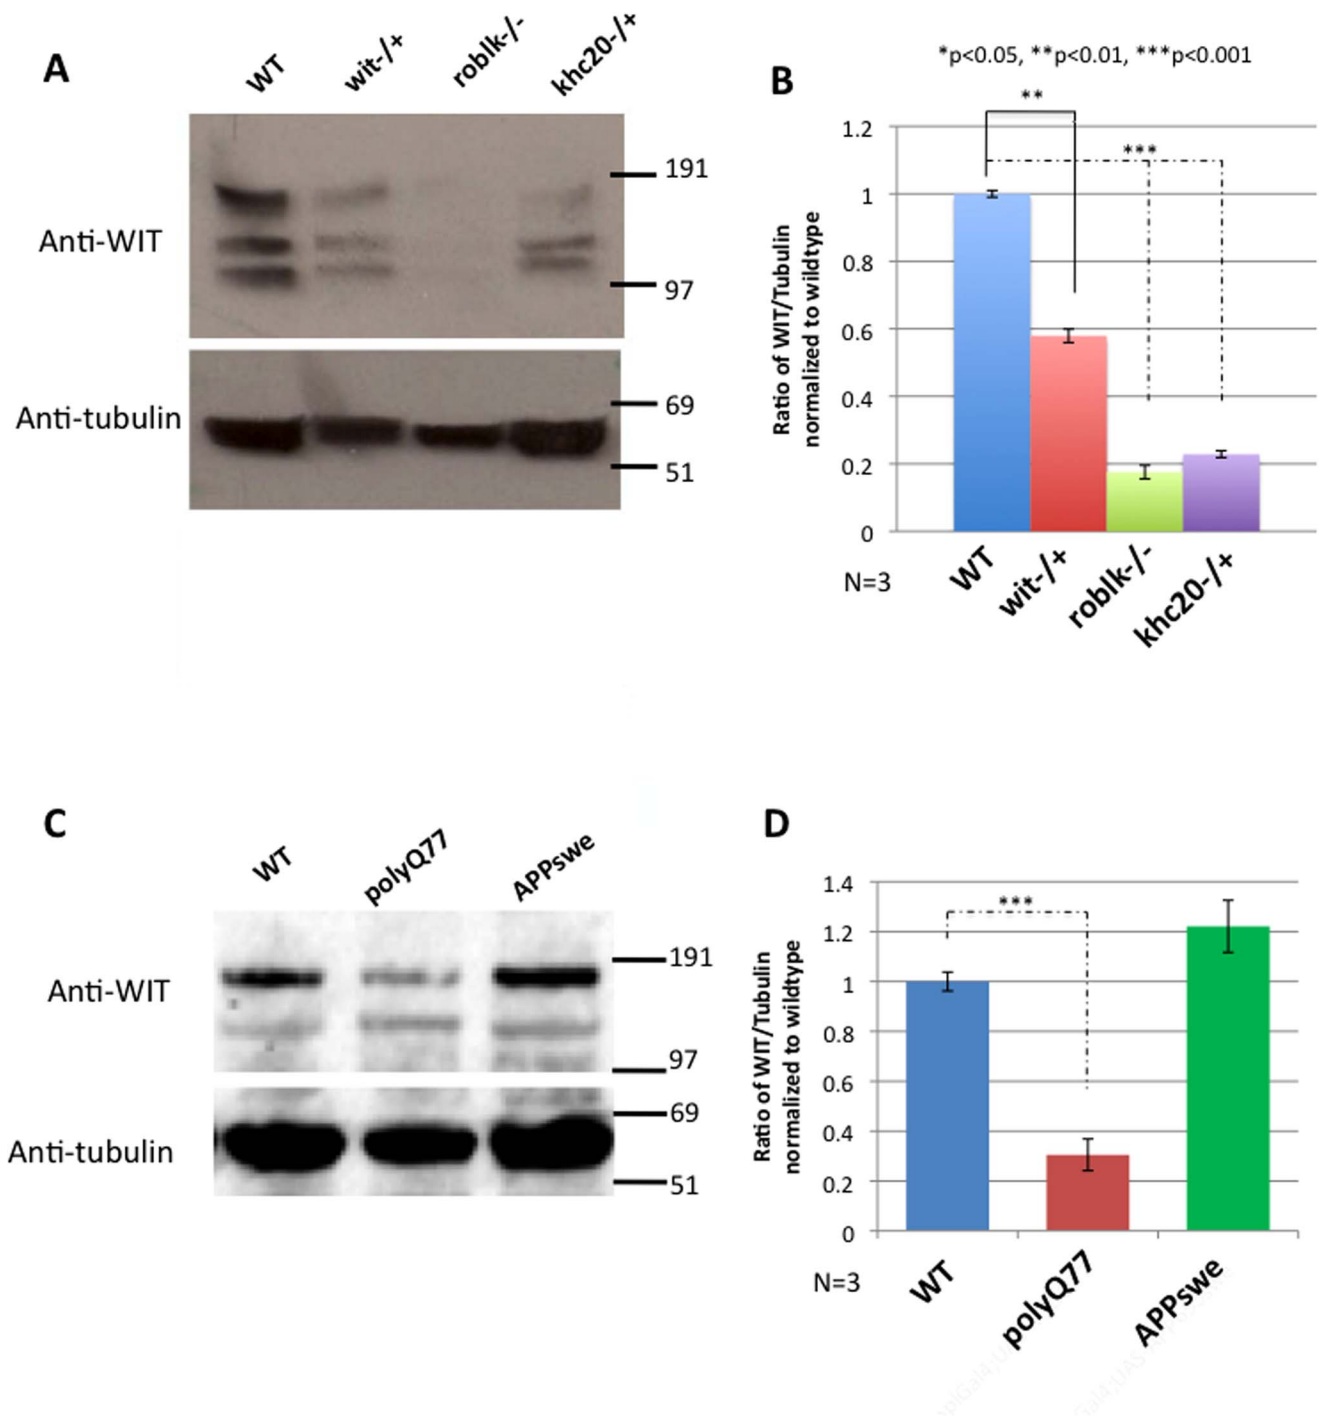 A
WT
wit-/+
roblk-/-
khc20-/+
Anti-WIT
191
97
Anti-tubulin
69
51
B
*p<0.05, **p<0.01, ***p<0.001
**
***
Ratio of WIT/Tubulin
normalized to wildtype
1.2
1
0.8
0.6
0.4
0.2
0
N=3
WT
wit-/+
roblk-/-
khc20-/+
C
WT
polyQ77
APPswe
Anti-WIT
191
97
Anti-tubulin
69
51
D
***
Ratio of WIT/Tubulin
normalized to wildtype
1.4
1.2
1
0.8
0.6
0.4
0.2
0
N=3
WT
polyQ77
APPswe